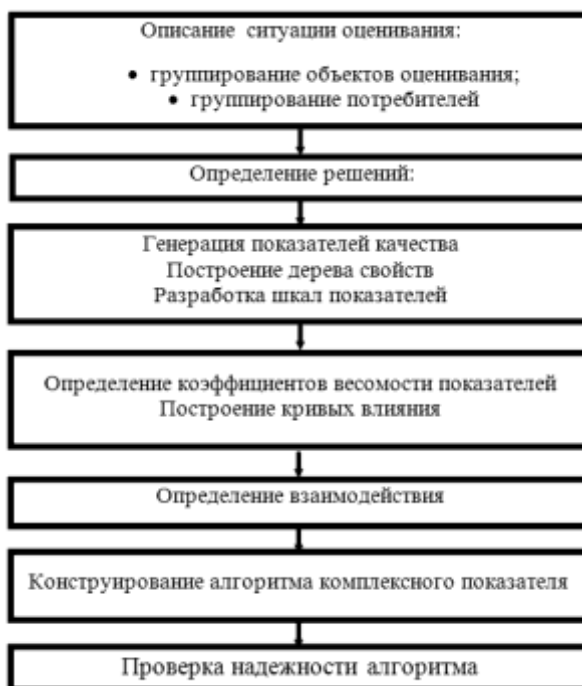 Описание ситуации оценивания:
• группирование объектов оценивания;
• группирование потребителей
Определение решений:
Генерация показателей качества
Построение дерева свойств
Разработка шкал показателей
Определение коэффициентов весомости показателей
Построение кривых влияния
Определение взаимодействия
Конструирование алгоритма комплексного показателя
Проверка надежности алгоритма